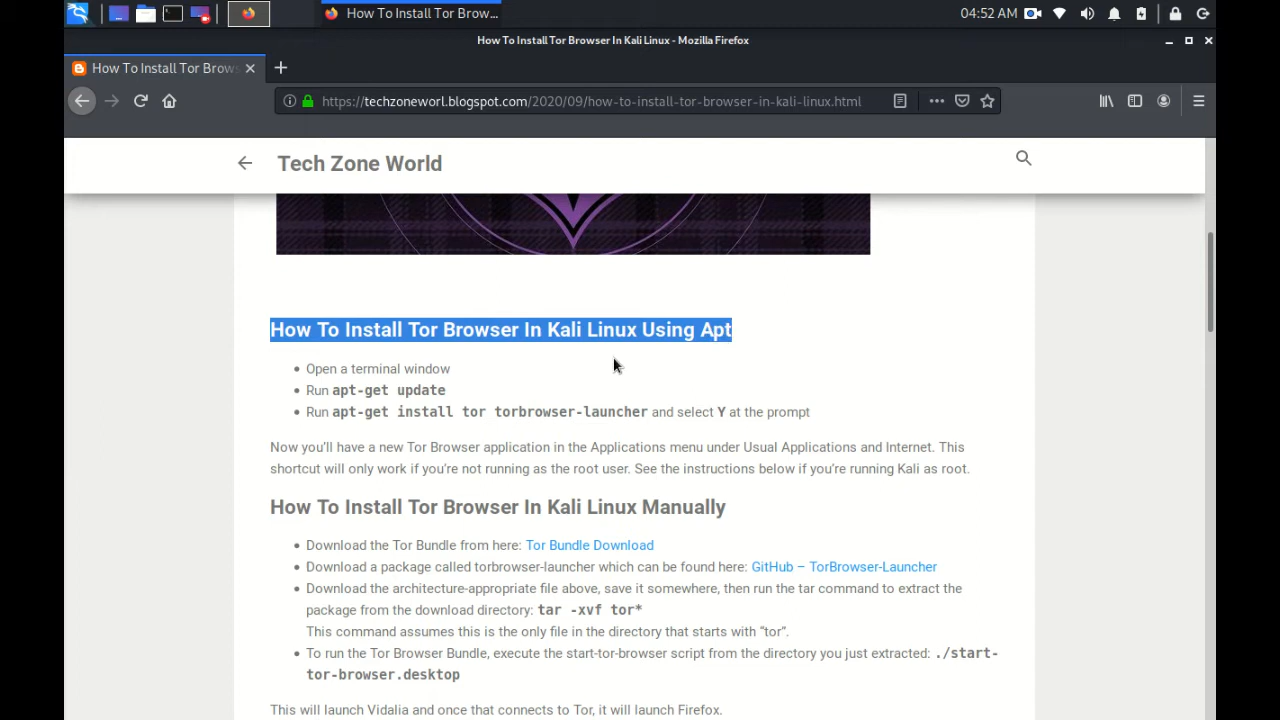 How To Install Tor Brow...
04:52 AM
How To Install Tor Browser In Kali Linux - Mozilla Firefox
How To Install Tor Brows
https://techzoneworl.blogspot.com/2020/09/how-to-install-tor-browser-in-kali-linux.html
Tech Zone World
How To Install Tor Browser In Kali Linux Using Apt
Open a terminal window
Run apt-get update
Run apt-get install tor torbrowser-launcher and select Y at the prompt
Now you'll have a new Tor Browser application in the Applications menu under Usual Applications and Internet. This
shortcut will only work if you're not running as the root user. See the instructions below if you're running Kali as root.
How To Install Tor Browser In Kali Linux Manually
Download the Tor Bundle from here: Tor Bundle Download
Download a package called torbrowser-launcher which can be found here: GitHub – TorBrowser-Launcher
Download the architecture-appropriate file above, save it somewhere, then run the tar command to extract the
package from the download directory: tar -xvf tor*
This command assumes this is the only file in the directory that starts with “tor”.
To run the Tor Browser Bundle, execute the start-tor-browser script from the directory you just extracted: ./start-
tor-browser.desktop
This will launch Vidalia and once that connects to Tor, it will launch Firefox.